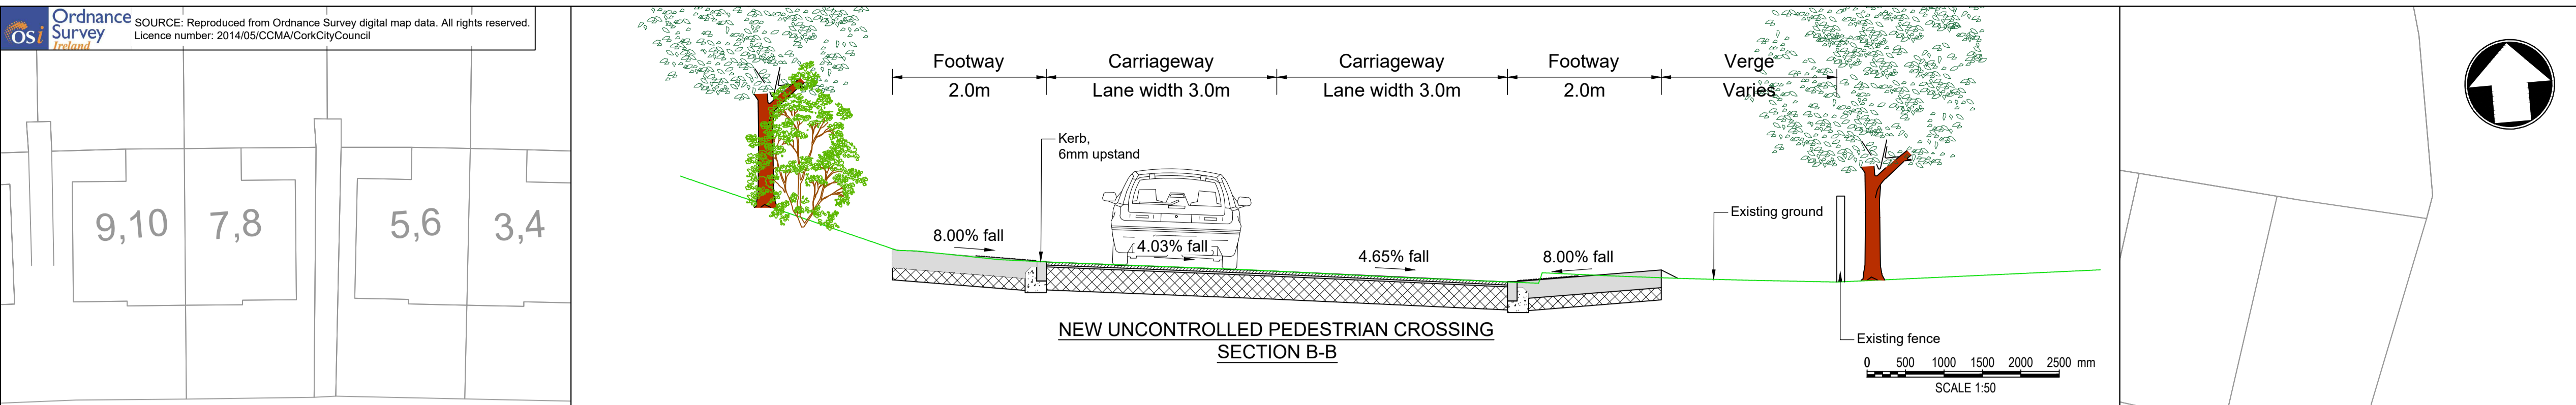 Ordnance
Survey
Ireland
OSi
SOURCE: Reproduced from Ordnance Survey digital map data. All rights reserved.
Licence number: 2014/05/CCMA/CorkCityCouncil
9,10
7,8
5,6
3,4
Footway
Carriageway
Carriageway
Footway
Verge
2.0m
Lane width 3.0m
Lane width 3.0m
2.0m
Varies
Kerb,
6mm upstand
8.00% fall
4.03% fall
4.65% fall
8.00% fall
Existing ground
Existing fence
NEW UNCONTROLLED PEDESTRIAN CROSSING
SECTION B-B
0 500 1000 1500 2000 2500 mm
SCALE 1:50